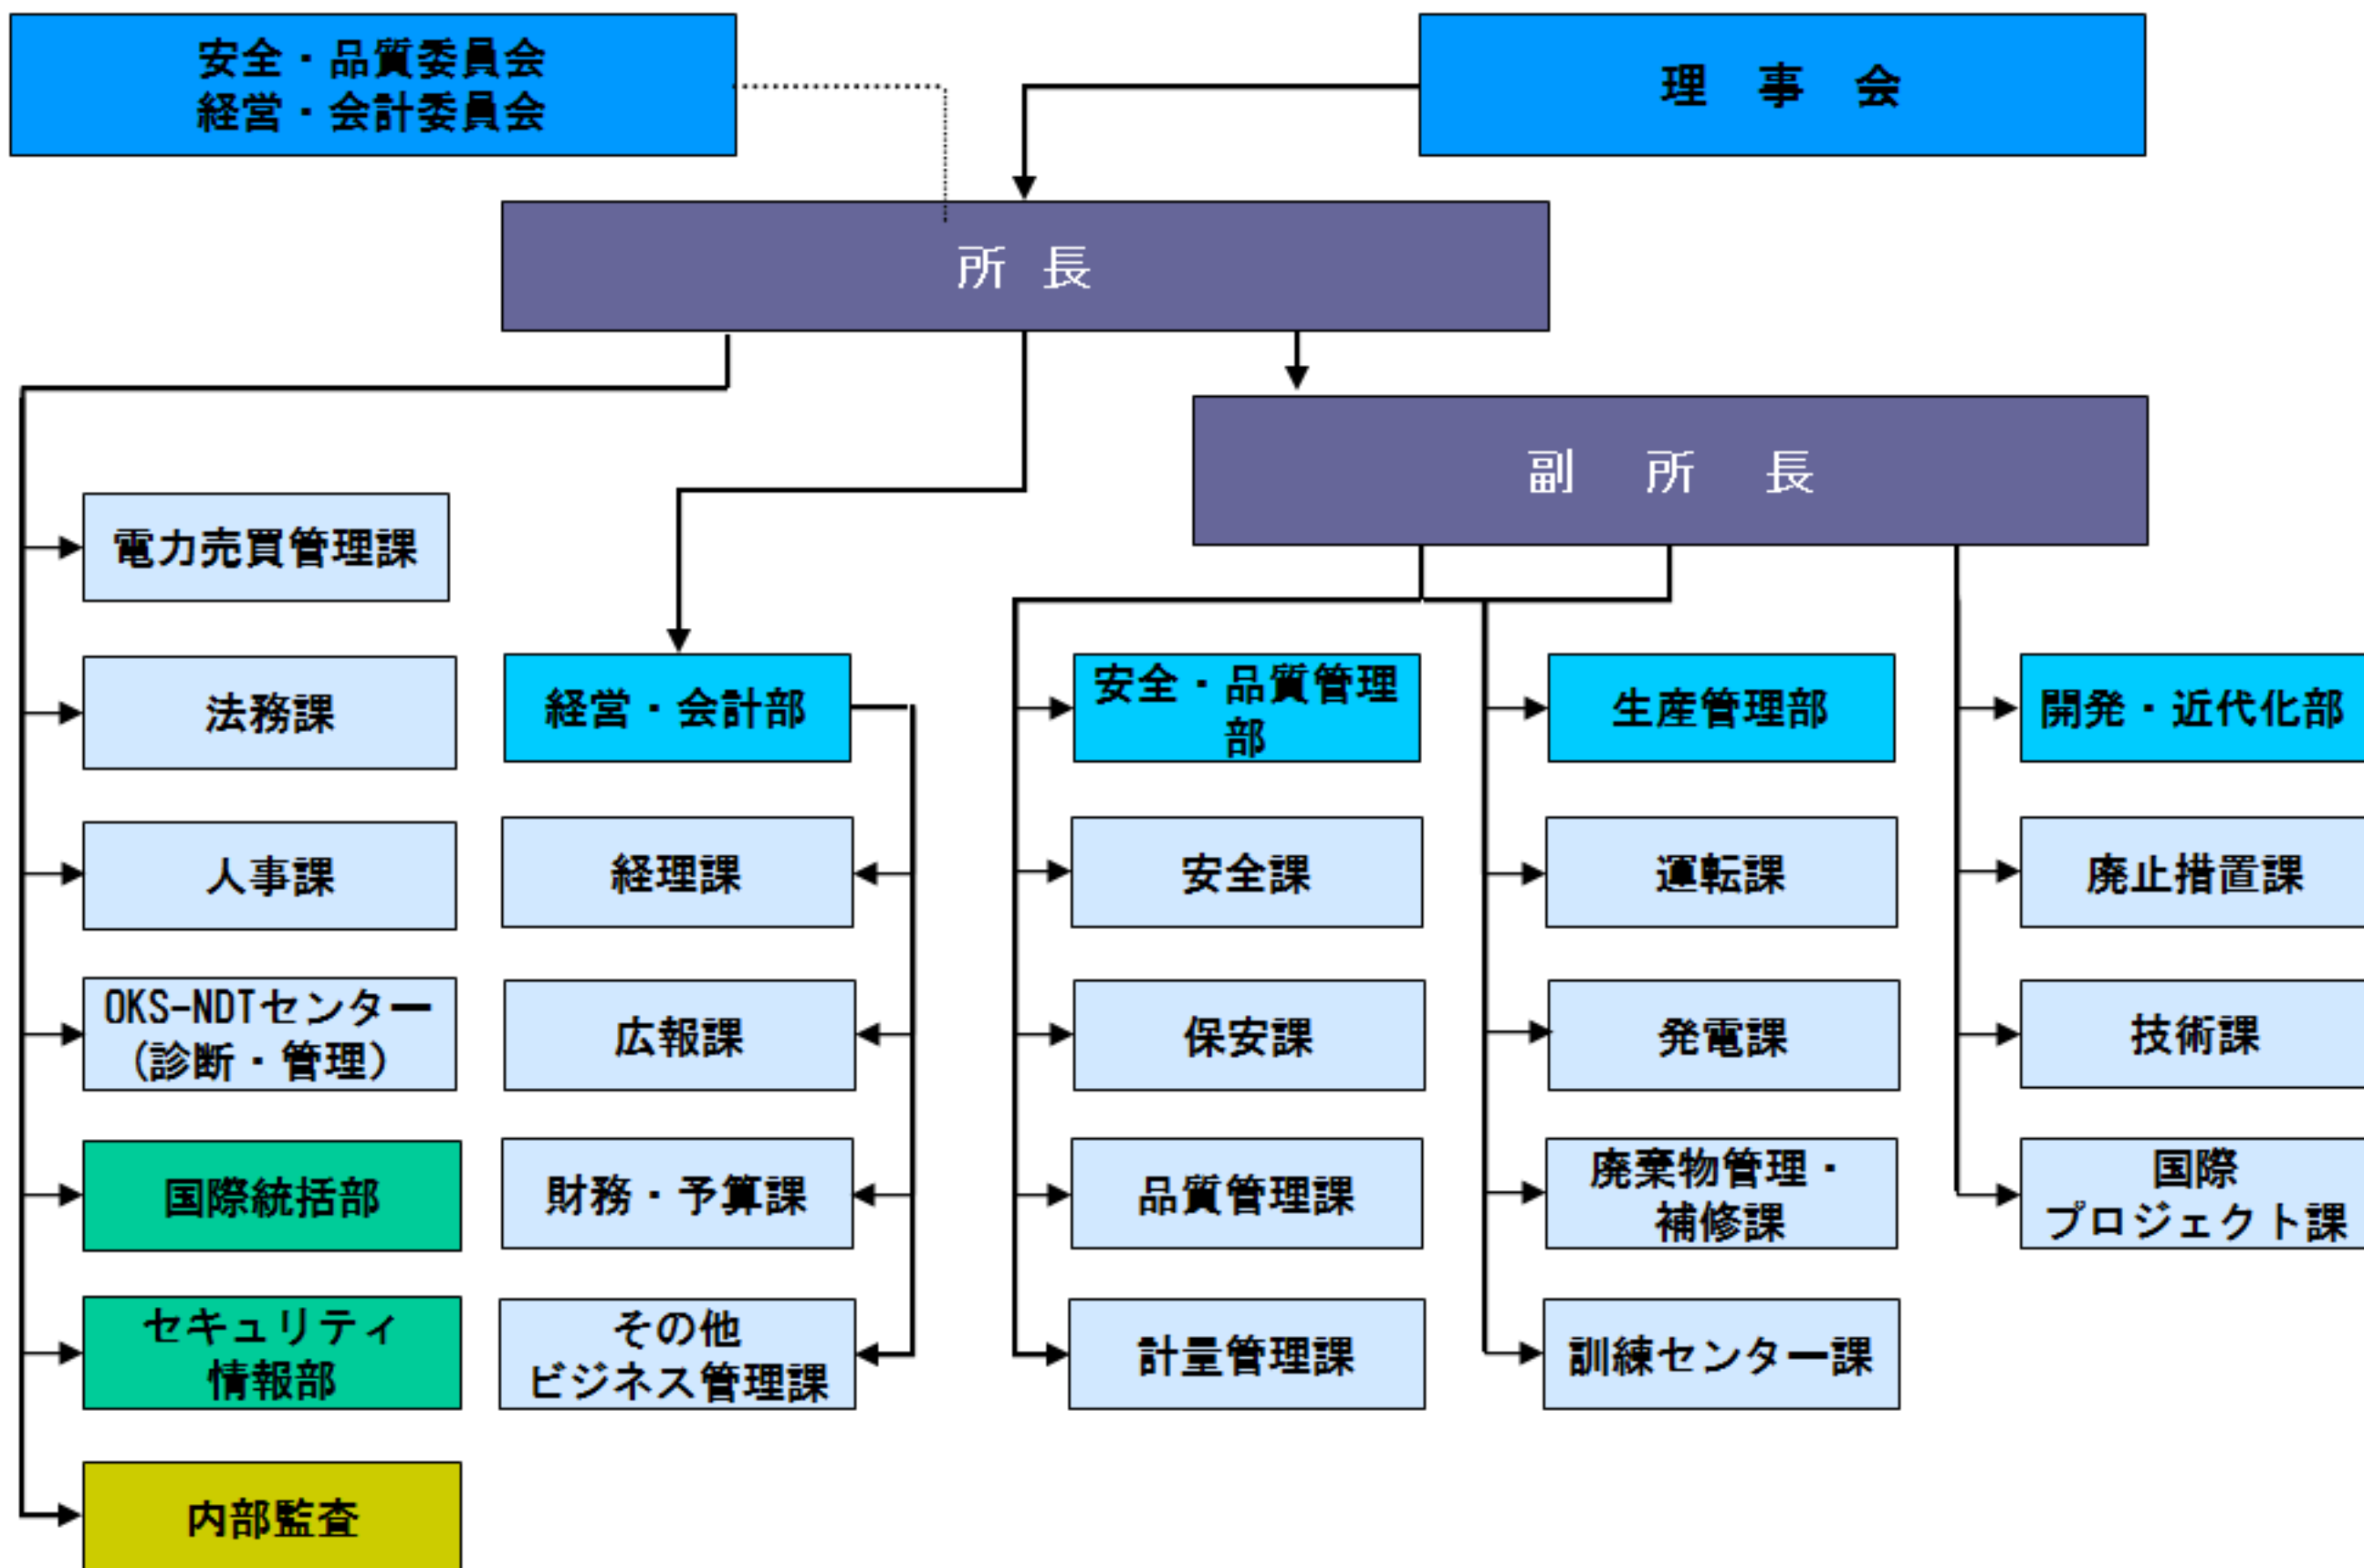 安全・品質委員会
経営・会計委員会
理 事 会
所 長
副 所 長
電力売買管理課
法務課
人事課
OKS-NDTセンター
(診断・管理)
国際統括部
セキュリティ
情報部
内部監査
経営・会計部
経理課
広報課
財務・予算課
その他
ビジネス管理課
安全・品質管理
部
安全課
保安課
品質管理課
計量管理課
生産管理部
運転課
発電課
廃棄物管理・
補修課
訓練センター課
開発・近代化部
廃止措置課
技術課
国際
プロジェクト課